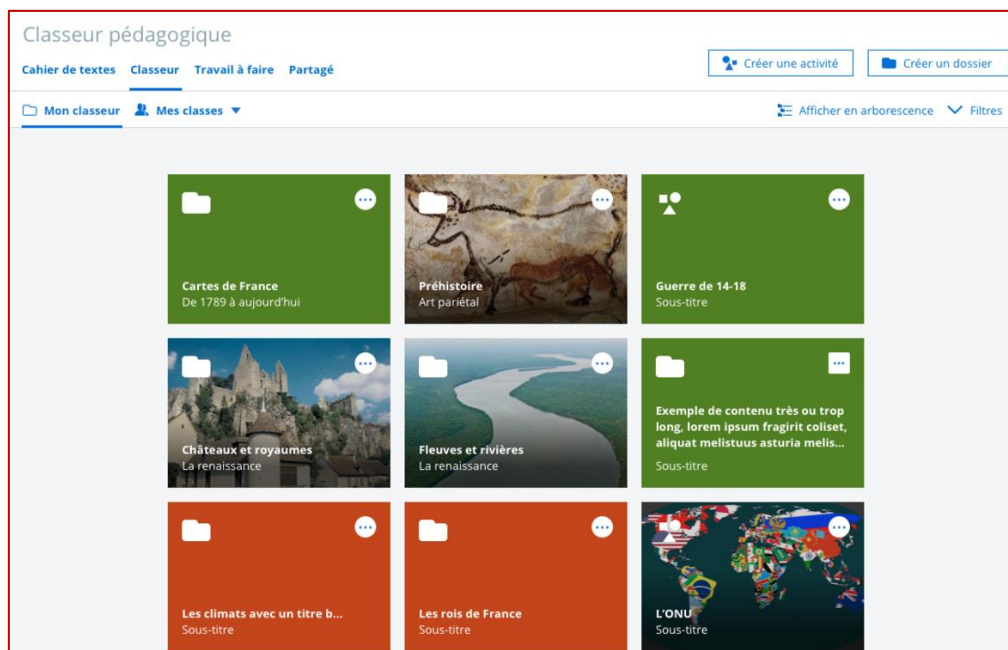 Classeur pédagogique
Cahier de textes Classeur Travail à faire Partagé
Créer une activité Créer un dossier
Mon classeur Mes classes
Afficher en arborescence Filtres
Cartes de France
De 1789 à aujourd'hui
Préhistoire
Art pariétal
Guerre de 14-18
Sous-titre
Châteaux et royaumes
La renaissance
Fleuves et rivières
La renaissance
Exemple de contenu très ou trop
long, lorem ipsum fragirit coliset,
aliquat melistuus asturia melis...
Sous-titre
Les climats avec un titre b...
Sous-titre
Les rois de France
Sous-titre
L'ONU
Sous-titre